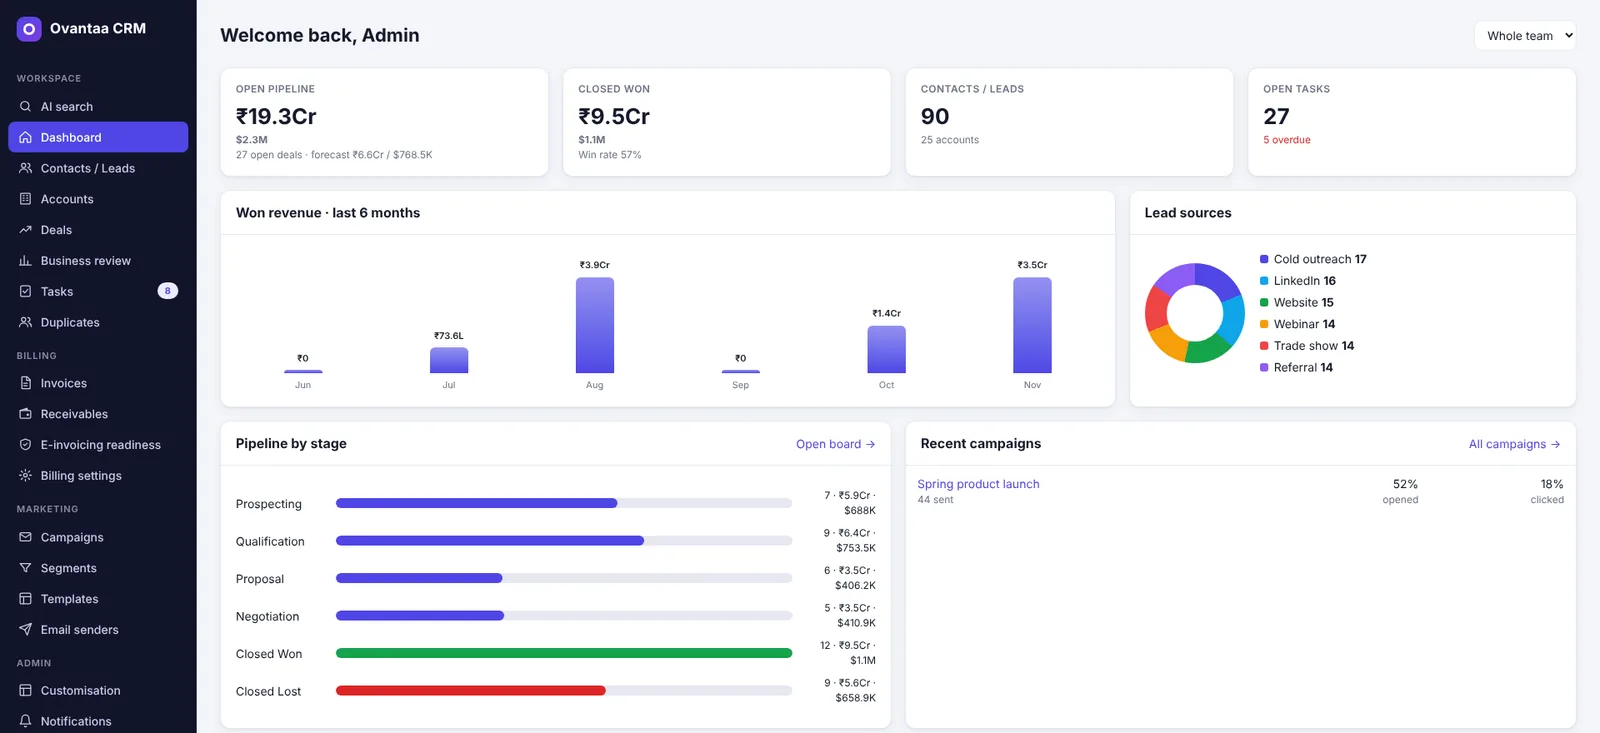 Ovantaa CRM
WORKSPACE
AI search
Dashboard
Contacts / Leads
Accounts
Deals
Business review
Tasks 8
Duplicates
BILLING
Invoices
Receivables
E-invoicing readiness
Billing settings
MARKETING
Campaigns
Segments
Templates
Email senders
ADMIN
Customisation
Notifications
Welcome back, Admin
Whole team
OPEN PIPELINE
₹19.3Cr
$2.3M
27 open deals · forecast ₹6.6Cr / $768.5K
CLOSED WON
₹9.5Cr
$1.1M
Win rate 57%
CONTACTS / LEADS
90
25 accounts
OPEN TASKS
27
5 overdue
Won revenue · last 6 months
₹0
Jun
₹73.6L
Jul
₹3.9Cr
Aug
₹0
Sep
₹1.4Cr
Oct
₹3.5Cr
Nov
Lead sources
Cold outreach 17
LinkedIn 16
Website 15
Webinar 14
Trade show 14
Referral 14
Pipeline by stage
Open board →
Prospecting
7 · ₹5.9Cr ·
$688K
Qualification
9 · ₹6.4Cr ·
$753.5K
Proposal
6 · ₹3.5Cr ·
$406.2K
Negotiation
5 · ₹3.5Cr ·
$410.9K
Closed Won
12 · ₹9.5Cr ·
$1.1M
Closed Lost
9 · ₹5.6Cr ·
$658.9K
Recent campaigns
All campaigns →
Spring product launch
44 sent
52%
opened
18%
clicked